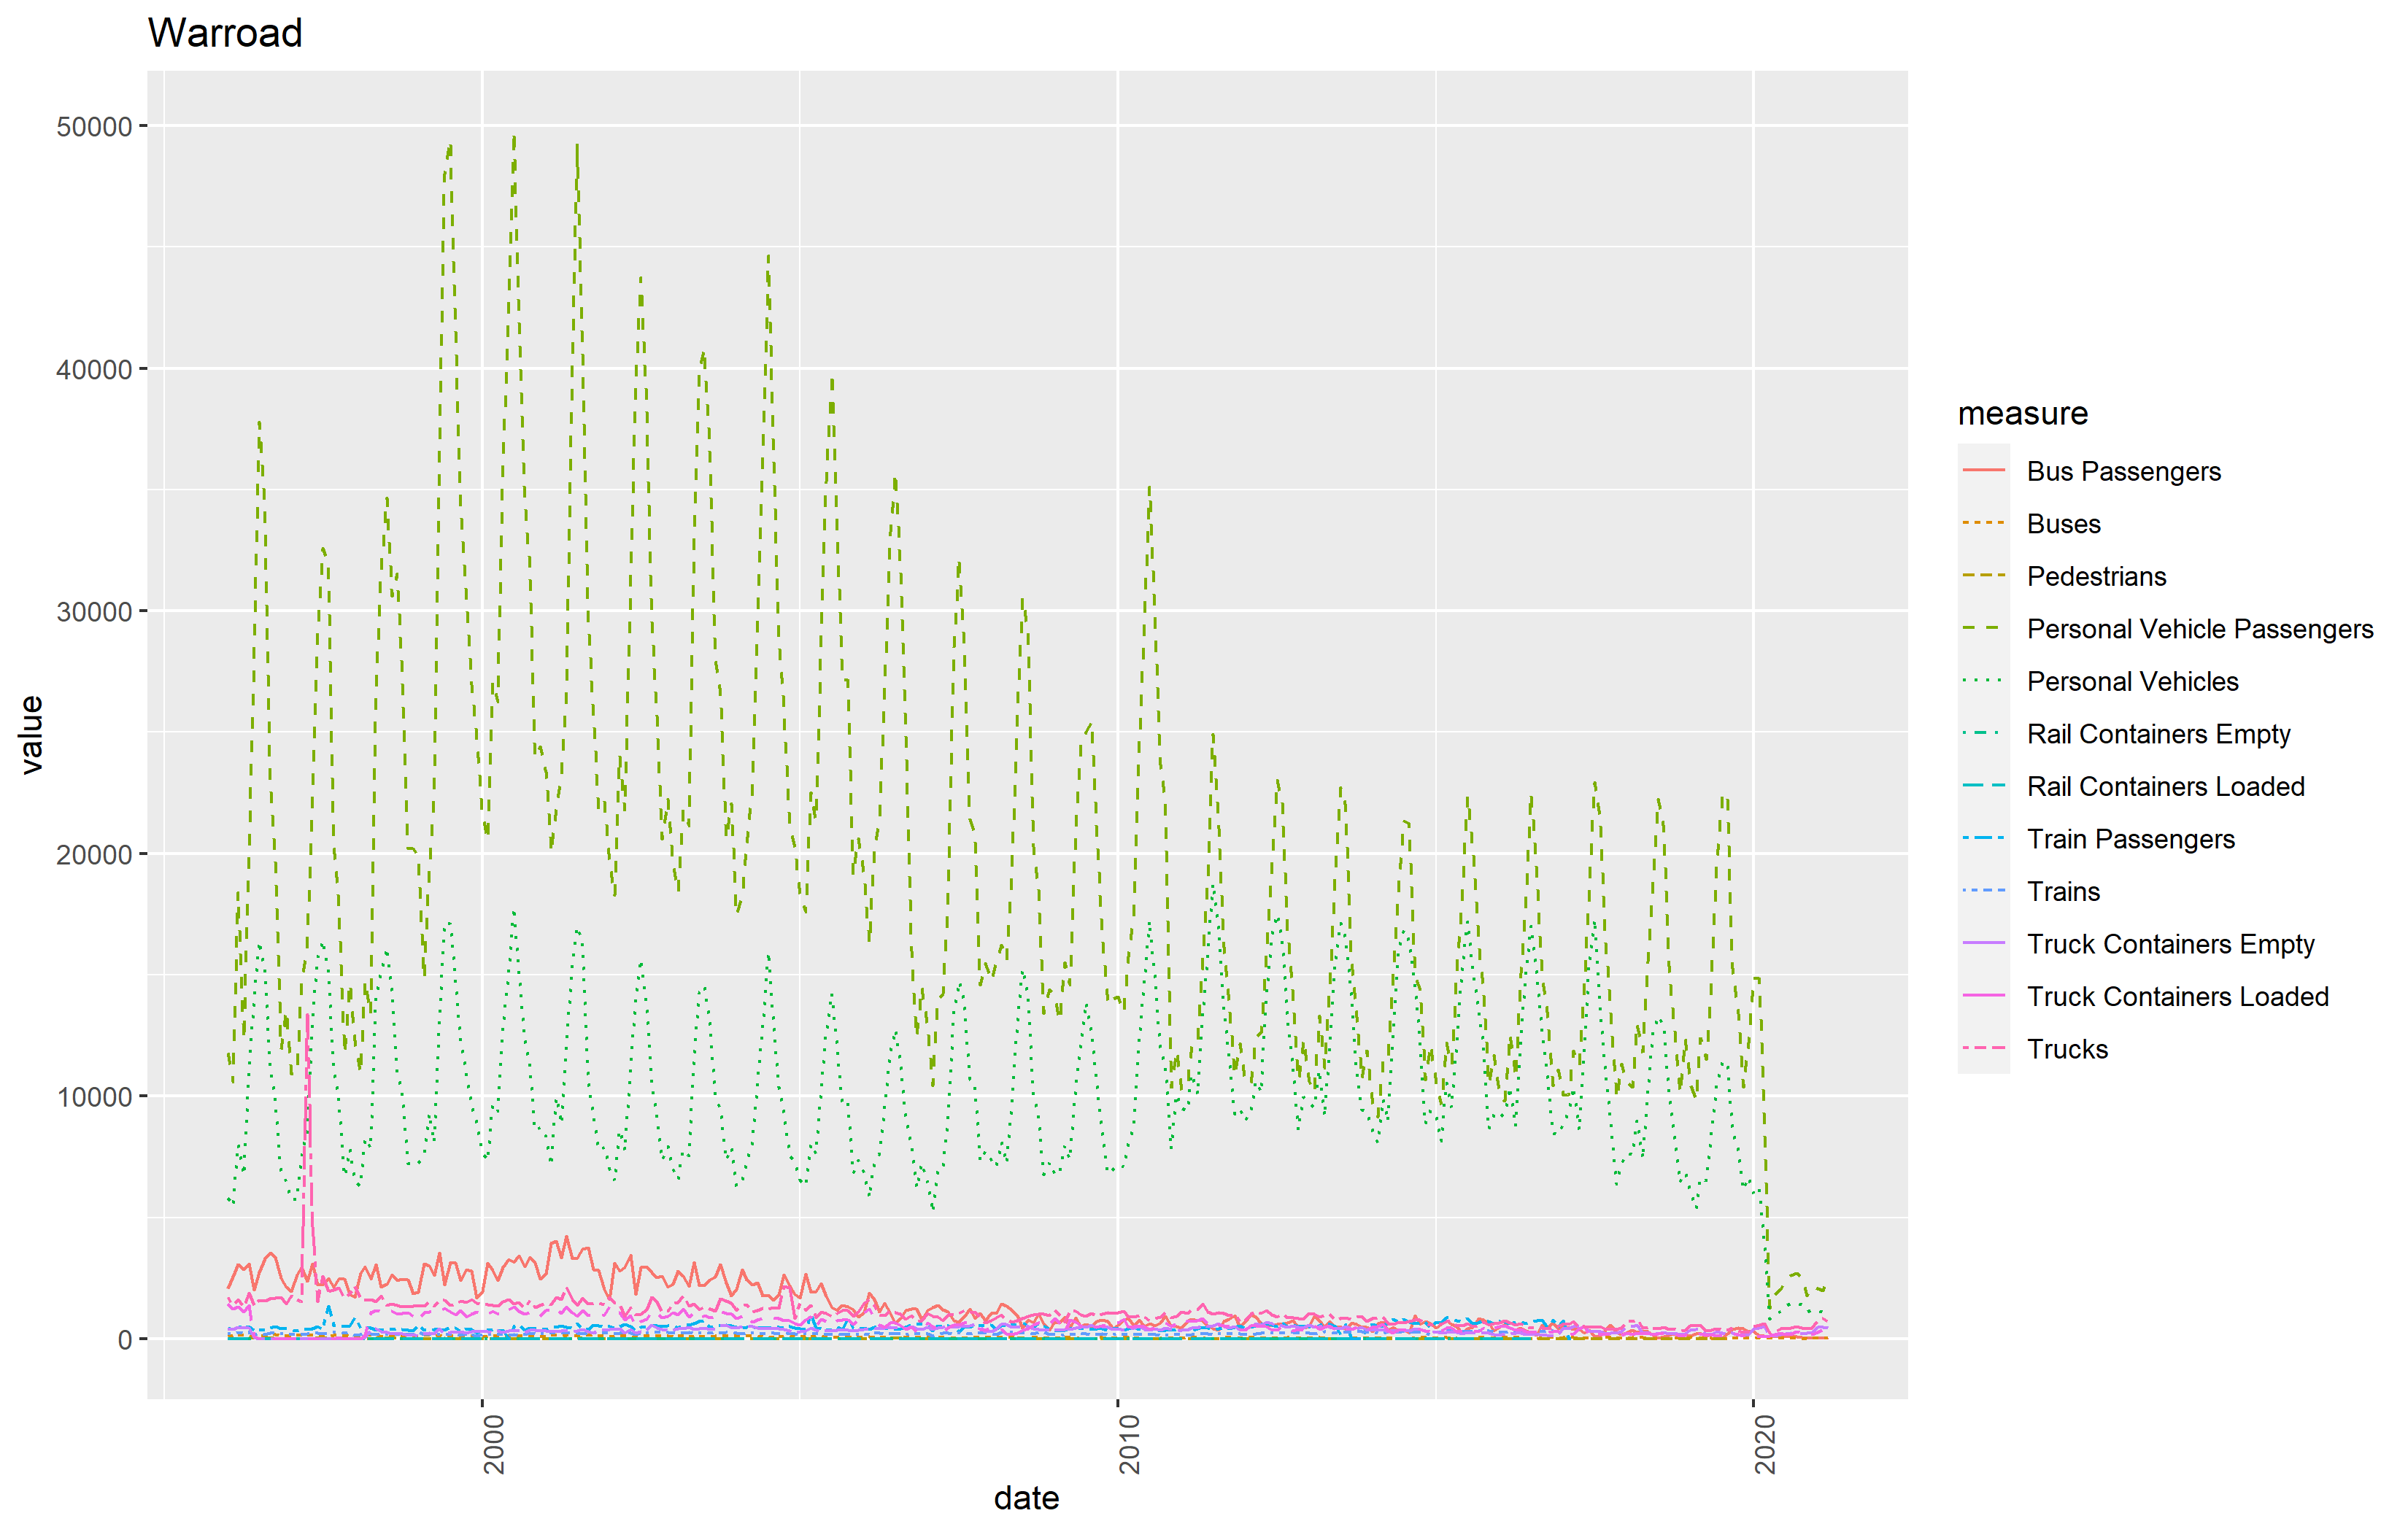 Warroad
50000
40000
30000
20000
10000
0
value
2000
2010
2020
date
measure
Bus Passengers
Buses
Pedestrians
Personal Vehicle Passengers
Personal Vehicles
Rail Containers Empty
Rail Containers Loaded
Train Passengers
Trains
Truck Containers Empty
Truck Containers Loaded
Trucks